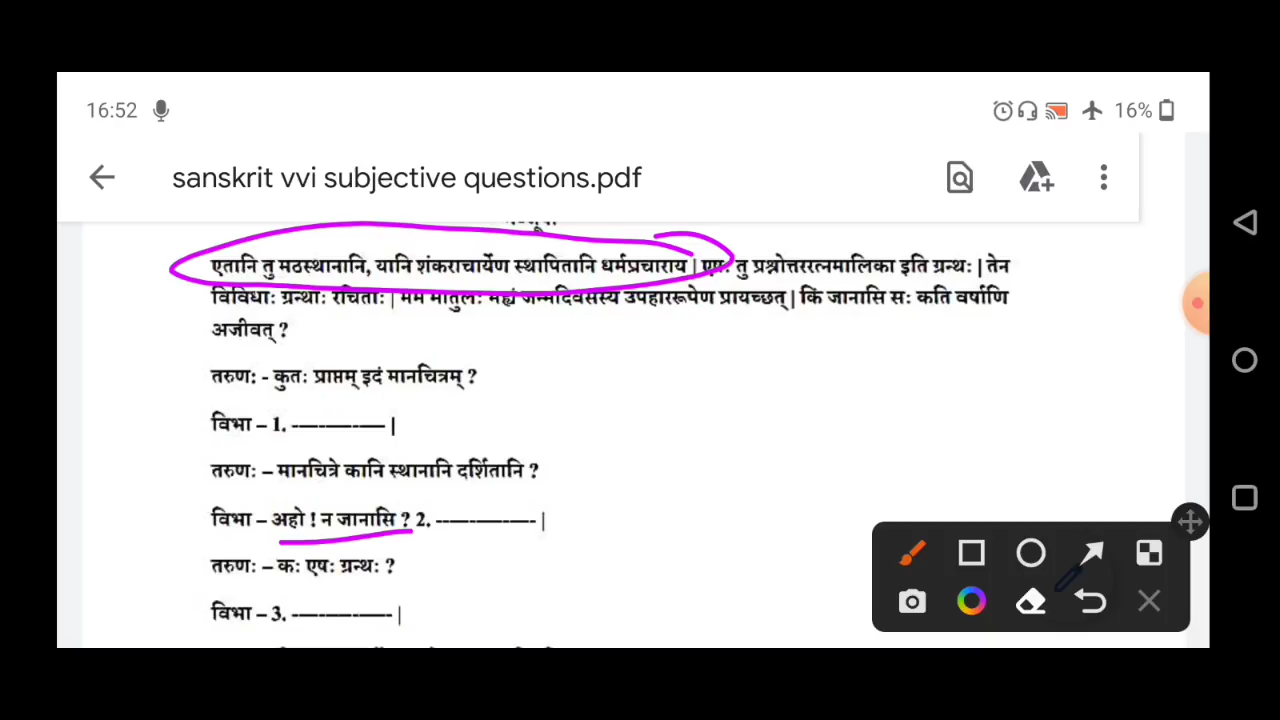 16:52
16%
sanskrit vvi subjective questions.pdf
एतानि तु मठस्थानानि, यानि शंकराचार्येण स्थापितानि धर्मप्रचाराय | एषः तु प्रश्नोत्तररत्नमालिका इति ग्रन्थः | तेन
विविधाः ग्रन्थाः रचिताः | मम मातुलः मह्यं जन्मदिवसस्य उपहाररूपेण प्रायच्छत् | किं जानासि सः कति वर्षाणि
अजीवत् ?
तरुणः - कुतः प्राप्तम् इदं मानचित्रम् ?
विभा – 1. -------------- |
तरुणः – मानचित्रे कानि स्थानानि दर्शितानि ?
विभा – अहो ! न जानासि ? 2. --------------- |
तरुणः – कः एषः ग्रन्थः ?
विभा – 3. --------------- |